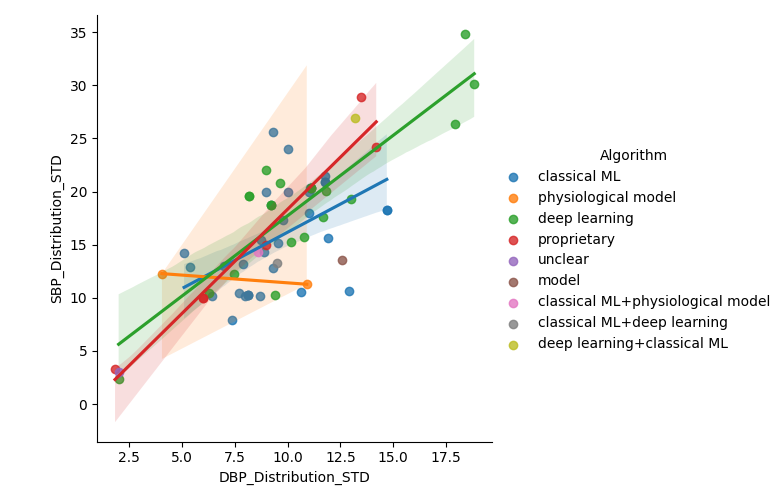 35
30
25
20
15
10
5
0
SBP_Distribution_STD
2.5 5.0 7.5 10.0 12.5 15.0 17.5
DBP_Distribution_STD
Algorithm
classical ML
physiological model
deep learning
proprietary
unclear
model
classical ML+physiological model
classical ML+deep learning
deep learning+classical ML